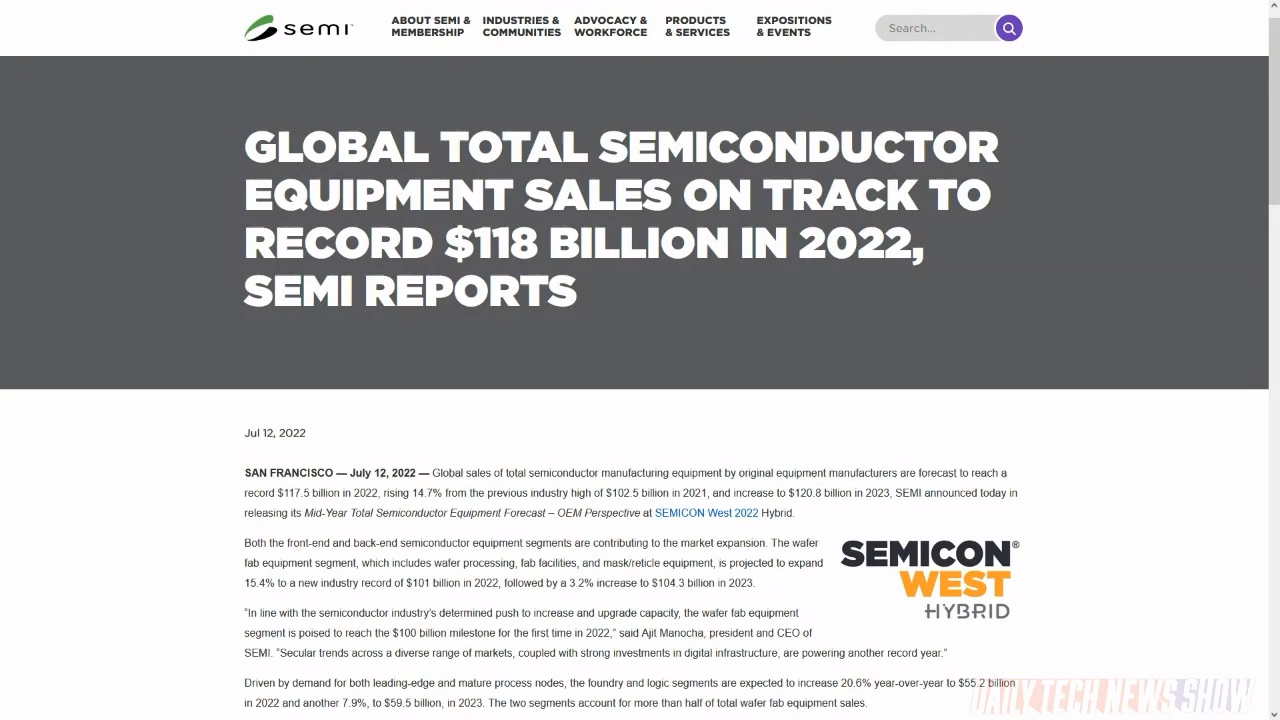 semi
ABOUT SEMI &
MEMBERSHIP
INDUSTRIES &
COMMUNITIES
ADVOCACY &
WORKFORCE
PRODUCTS
& SERVICES
EXPOSITIONS
& EVENTS
Search...
GLOBAL TOTAL SEMICONDUCTOR
EQUIPMENT SALES ON TRACK TO
RECORD $118 BILLION IN 2022,
SEMI REPORTS
Jul 12, 2022
SAN FRANCISCO — July 12, 2022 — Global sales of total semiconductor manufacturing equipment by original equipment manufacturers are forecast to reach a
record $117.5 billion in 2022, rising 14.7% from the previous industry high of $102.5 billion in 2021, and increase to $120.8 billion in 2023, SEMI announced today in
releasing its Mid-Year Total Semiconductor Equipment Forecast – OEM Perspective at SEMICON West 2022 Hybrid.
Both the front-end and back-end semiconductor equipment segments are contributing to the market expansion. The wafer
fab equipment segment, which includes wafer processing, fab facilities, and mask/reticle equipment, is projected to expand
15.4% to a new industry record of $101 billion in 2022, followed by a 3.2% increase to $104.3 billion in 2023.
SEMICON®
WEST
HYBRID
“In line with the semiconductor industry’s determined push to increase and upgrade capacity, the wafer fab equipment
segment is poised to reach the $100 billion milestone for the first time in 2022,” said Ajit Manocha, president and CEO of
SEMI. “Secular trends across a diverse range of markets, coupled with strong investments in digital infrastructure, are powering another record year.”
Driven by demand for both leading-edge and mature process nodes, the foundry and logic segments are expected to increase 20.6% year-over-year to $55.2 billion
in 2022 and another 7.9%, to $59.5 billion, in 2023. The two segments account for more than half of total wafer fab equipment sales.
DAILY TECH NEWS SHOW